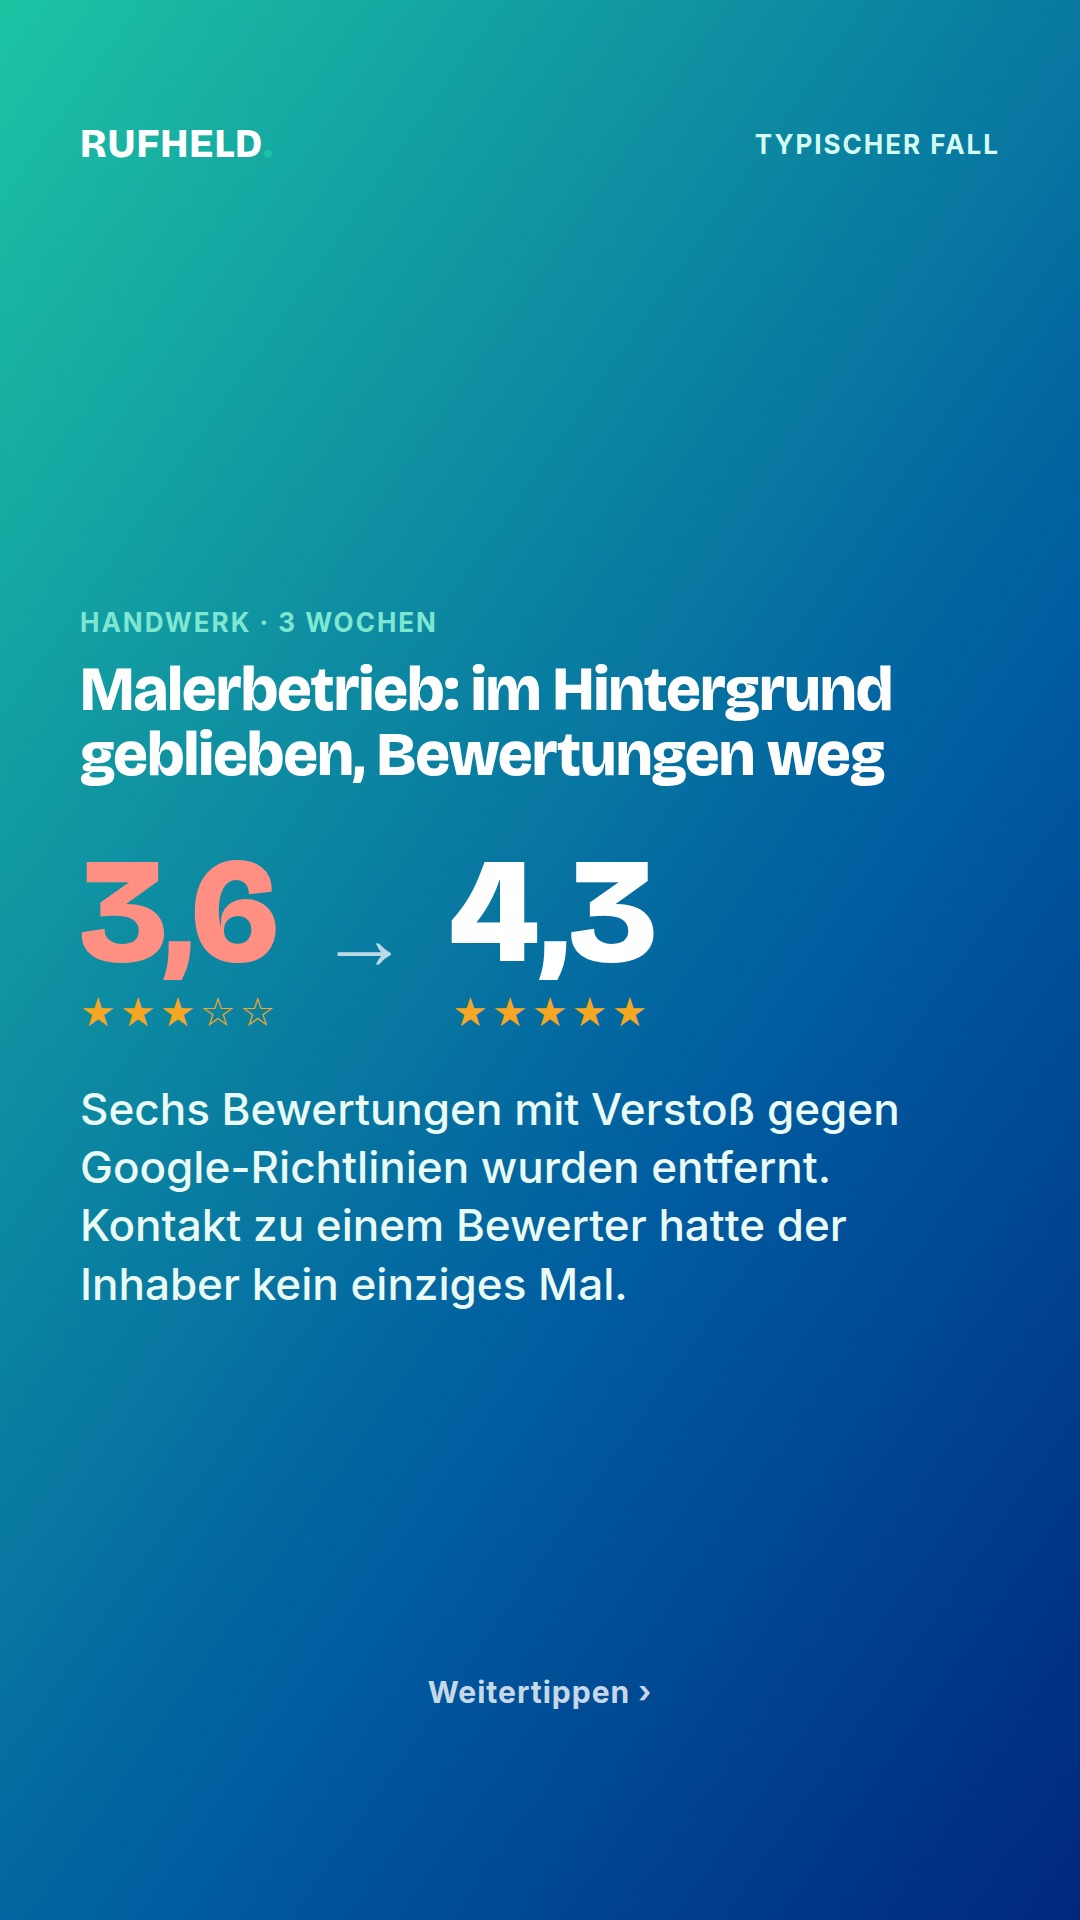 RUFHELD.
TYPISCHER FALL
HANDWERK · 3 WOCHEN
Malerbetrieb: im Hintergrund
geblieben, Bewertungen weg
3,6 → 4,3
★★★☆☆ ★★★★★
Sechs Bewertungen mit Verstoß gegen
Google-Richtlinien wurden entfernt.
Kontakt zu einem Bewerter hatte der
Inhaber kein einziges Mal.
Weitertippen ›